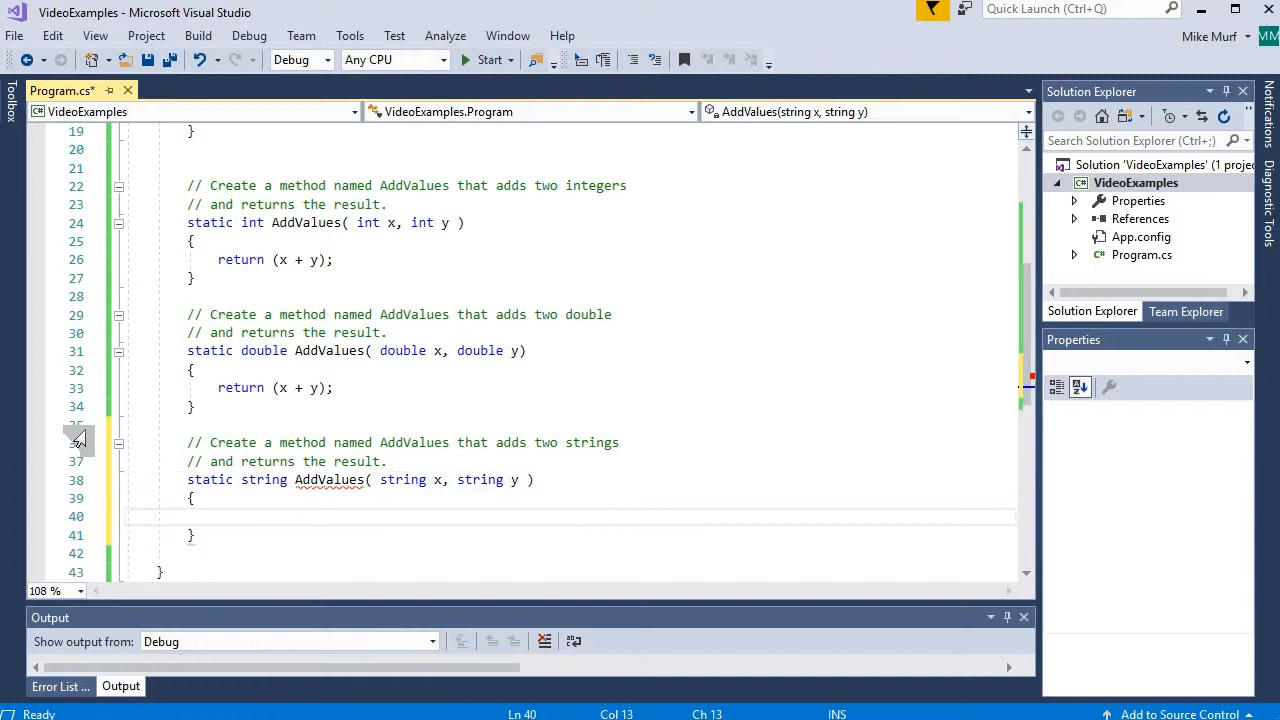 VideoExamples - Microsoft Visual Studio
Quick Launch (Ctrl+Q)
File Edit View Project Build Debug Team Tools Test Analyze Window Help
Mike Murf MM
Debug Any CPU Start
Toolbox
Program.cs*
VideoExamples VideoExamples.Program AddValues(string x, string y)
19 }
20
21
22 // Create a method named AddValues that adds two integers
23 // and returns the result.
24 static int AddValues( int x, int y )
25 {
26 return (x + y);
27 }
28
29 // Create a method named AddValues that adds two double
30 // and returns the result.
31 static double AddValues( double x, double y)
32 {
33 return (x + y);
34 }
35
// Create a method named AddValues that adds two strings
37 // and returns the result.
38 static string AddValues( string x, string y )
39 {
40
41 }
42
43 }
108 %
Output
Show output from: Debug
Error List ... Output
Solution Explorer
Search Solution Explorer (Ctrl+;)
Solution 'VideoExamples' (1 projec
VideoExamples
Properties
References
App.config
Program.cs
Solution Explorer Team Explorer
Properties
Notifications
Diagnostic Tools
Ready Ln 40 Col 13 Ch 13 INS Add to Source Control